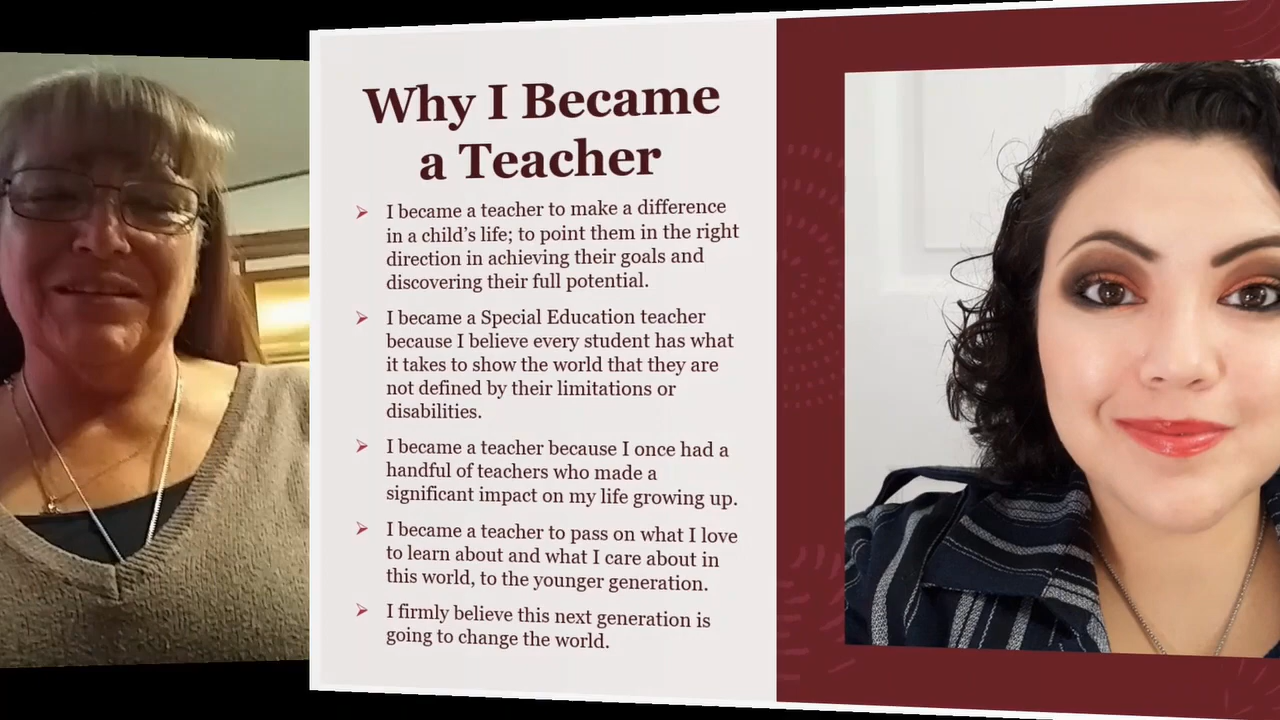 Why I Became
a Teacher
I became a teacher to make a difference
in a child’s life; to point them in the right
direction in achieving their goals and
discovering their full potential.
I became a Special Education teacher
because I believe every student has what
it takes to show the world that they are
not defined by their limitations or
disabilities.
I became a teacher because I once had a
handful of teachers who made a
significant impact on my life growing up.
I became a teacher to pass on what I love
to learn about and what I care about in
this world, to the younger generation.
I firmly believe this next generation is
going to change the world.